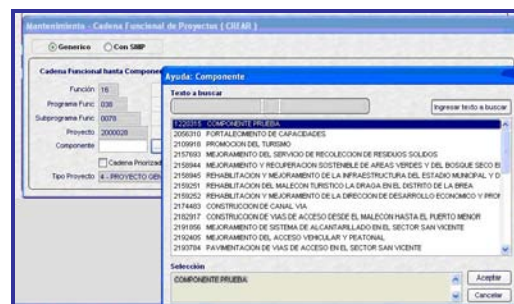 Mantenimiento - Cadena Funcional de Proyectos ( CREAR )
Generico
Con SNIP
Cadena Funcional hasta Componente
Función 16
Programa Func 038
Subprograma Func 0078
Proyecto 2000028
Componente
Cadena Priorizad
Tipo Proyecto 4 - PROYECTO GEN
Ayuda: Componente
Texto a buscar
Ingresar texto a buscar
1220315 COMPONENTE PRUEBA
2056310 FORTALECIMIENTO DE CAPACIDADES
2109918 PROMOCION DEL TURISMO
2157693 MEJORAMIENTO DEL SERVICIO DE RECOLECCION DE RESIDUOS SOLIDOS
2158944 MEJORAMIENTO Y RECUPERACION SOSTENIBLE DE AREAS VERDES Y DEL BOSQUE SECO E
2158945 REHABILITACION Y MEJORAMIENTO DE LA INFRAESTRUCTURA DEL ESTADIO MUNICIPAL Y D
2159251 REHABILITACION DEL MALECON TURISTICO LA DRAGA EN EL DISTRITO DE LA BREA
2159252 REHABILITACION Y MEJORAMIENTO DE LA DIRECCION DE DESARROLLO ECONOMICO Y PROM
2174483 CONSTRUCCION DE CANAL VIA
2182917 CONSTRUCCION DE VIAS DE ACCESO DESDE EL MALECON HASTA EL PUERTO MENOR
2191856 MEJORAMIENTO DE SISTEMA DE ALCANTARILLADO EN EL SECTOR SAN VICENTE
2192405 MEJORAMIENTO DEL ACCESO VEHICULAR Y PEATONAL
2193784 PAVIMENTACION DE VIAS DE ACCESO EN EL SECTOR SAN VICENTE
Selección
COMPONENTE PRUEBA
Aceptar
Cancelar